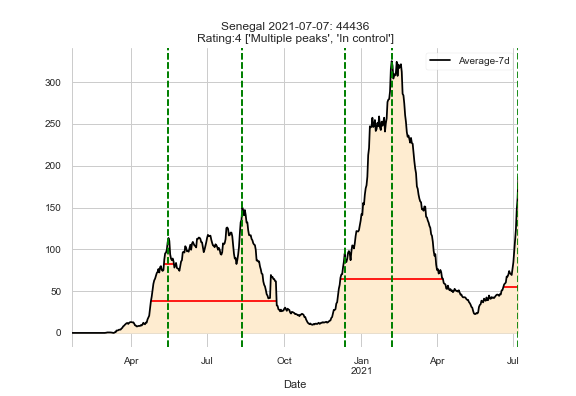 Senegal 2021-07-07: 44436
Rating:4 ['Multiple peaks', 'In control']
Average-7d
300
250
200
150
100
50
0
Apr
Jul
Oct
Jan
2021
Apr
Jul
Date